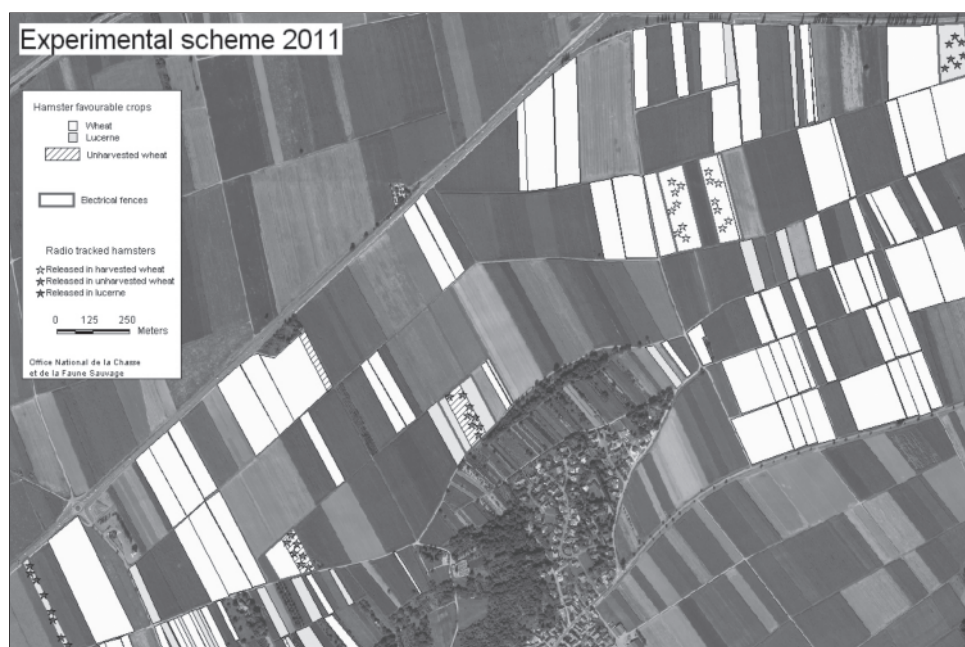 Experimental scheme 2011
Hamster favourable crops
Wheat
Lucerne
Unharvested wheat
Electrical fences
Radio tracked hamsters
Released in harvested wheat
Released in unharvested wheat
Released in lucerne
0 125 250
Meters
Office National de la Chasse
et de la Faune Sauvage